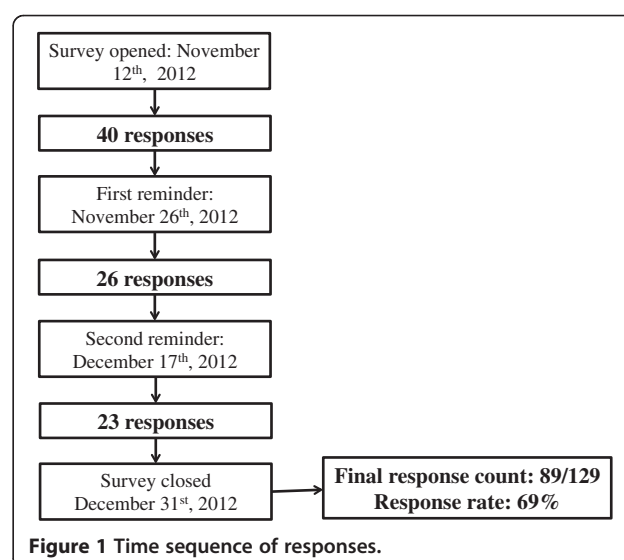 Survey opened: November
12th, 2012
40 responses
First reminder:
November 26th, 2012
26 responses
Second reminder:
December 17th, 2012
23 responses
Survey closed
December 31st, 2012
Final response count: 89/129
Response rate: 69%
Figure 1 Time sequence of responses.